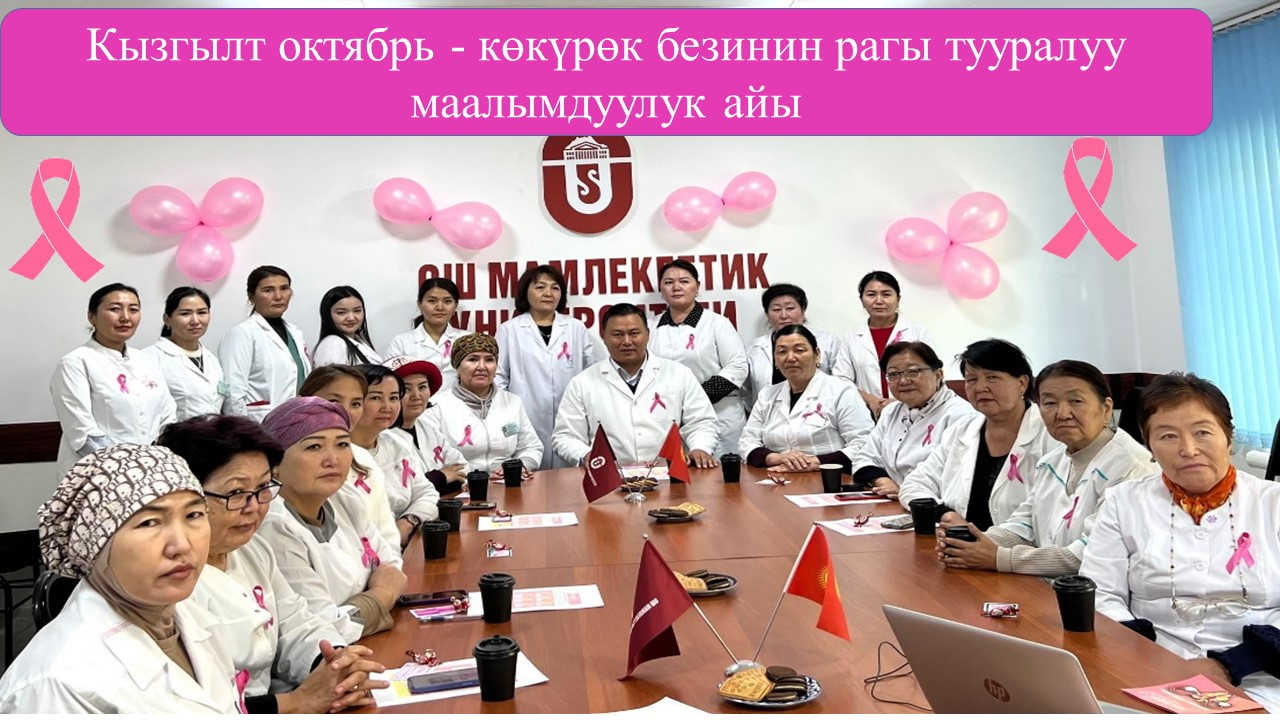 Кызгылт октябрь - көкүрөк безинин рагы тууралуу
маалымдуулук айы
ОШ МАМЛЕКЕТТИК
hp